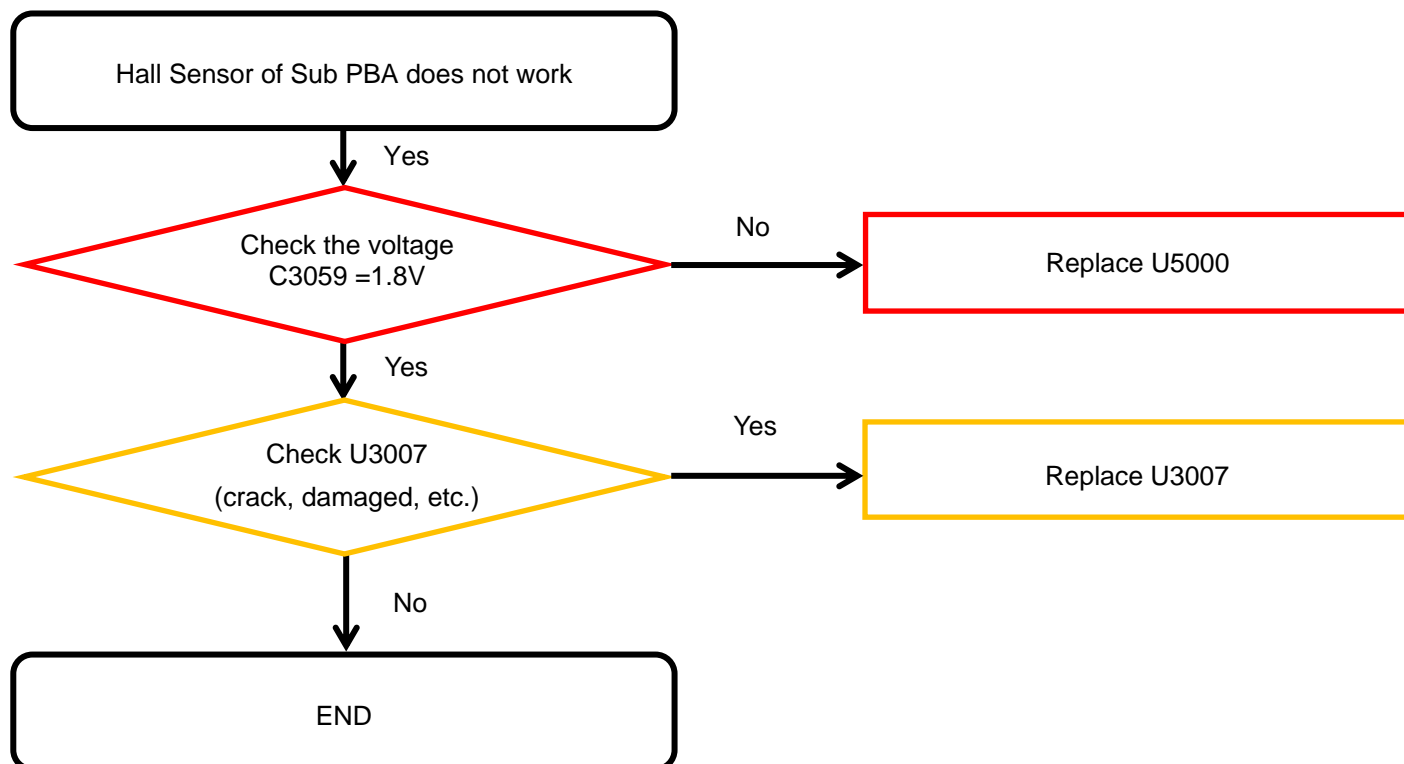 Hall Sensor of Sub PBA does not work
Yes
Check the voltage
C3059 =1.8V
No
Replace U5000
Yes
Check U3007
(crack, damaged, etc.)
Yes
Replace U3007
No
END